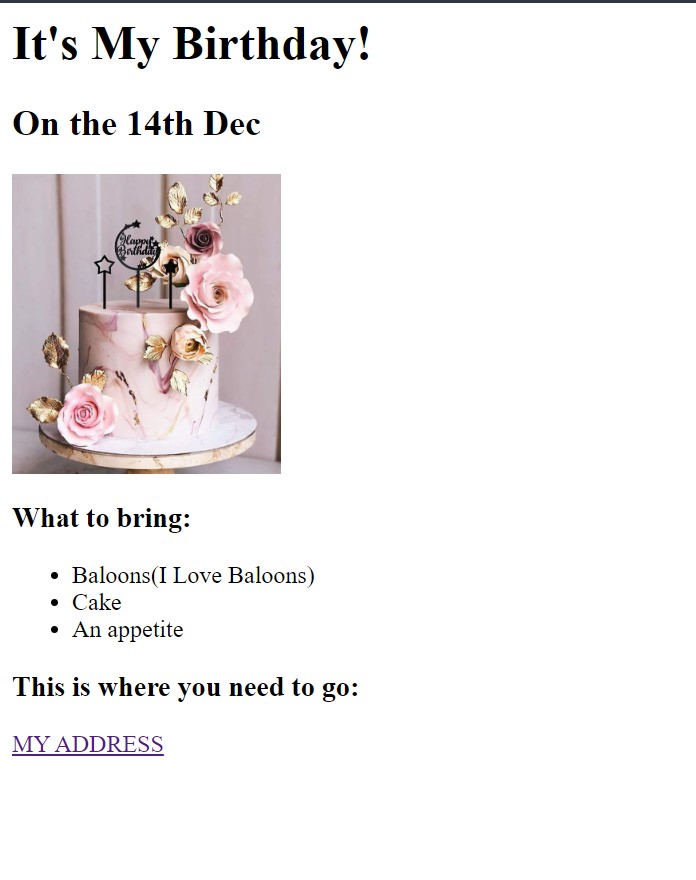 It's My Birthday!
On the 14th Dec
Happy
Birthday
What to bring:
Baloons(I Love Baloons)
Cake
An appetite
This is where you need to go:
MY ADDRESS